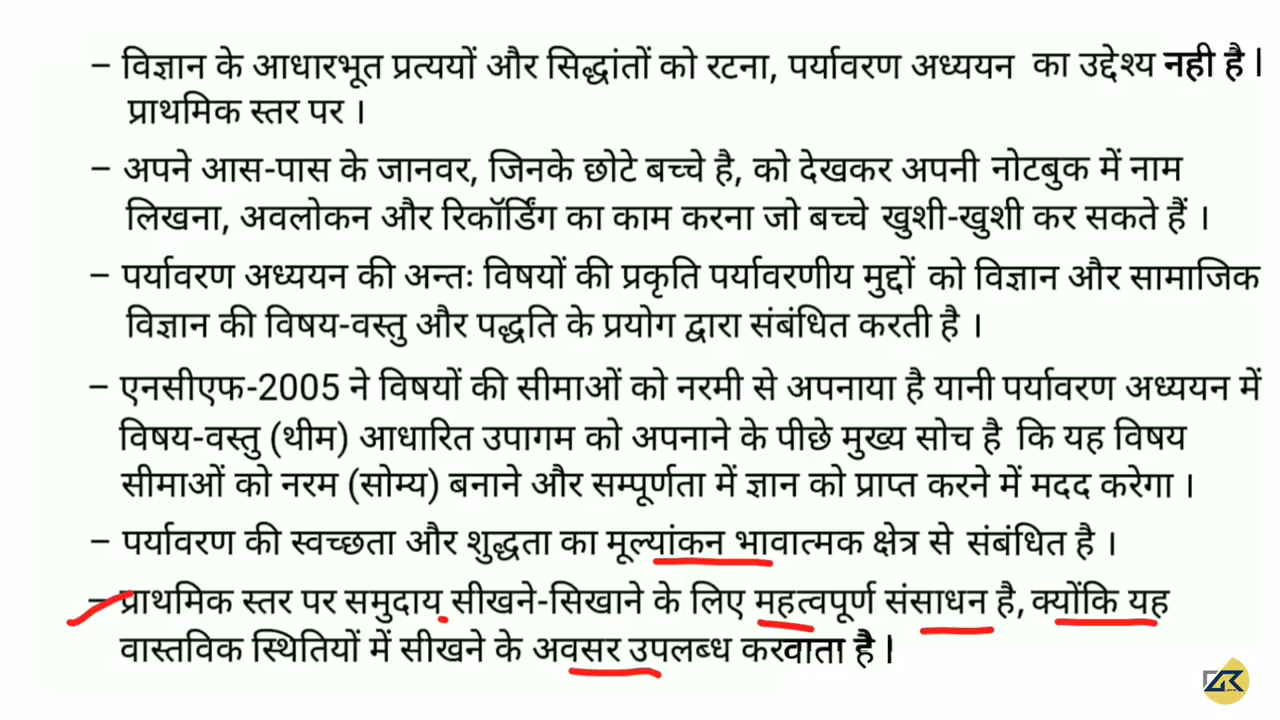 – विज्ञान के आधारभूत प्रत्ययों और सिद्धांतों को रटना, पर्यावरण अध्ययन का उद्देश्य नही है।
प्राथमिक स्तर पर ।
– अपने आस-पास के जानवर, जिनके छोटे बच्चे है, को देखकर अपनी नोटबुक में नाम
लिखना, अवलोकन और रिकॉर्डिंग का काम करना जो बच्चे खुशी-खुशी कर सकते हैं ।
– पर्यावरण अध्ययन की अन्तः विषयों की प्रकृति पर्यावरणीय मुद्दों को विज्ञान और सामाजिक
विज्ञान की विषय-वस्तु और पद्धति के प्रयोग द्वारा संबंधित करती है ।
– एनसीएफ-2005 ने विषयों की सीमाओं को नरमी से अपनाया है यानी पर्यावरण अध्ययन में
विषय-वस्तु (थीम) आधारित उपागम को अपनाने के पीछे मुख्य सोच है कि यह विषय
सीमाओं को नरम (सोम्य) बनाने और सम्पूर्णता में ज्ञान को प्राप्त करने में मदद करेगा ।
– पर्यावरण की स्वच्छता और शुद्धता का मूल्यांकन भावात्मक क्षेत्र से संबंधित है ।
– प्राथमिक स्तर पर समुदाय सीखने-सिखाने के लिए महत्वपूर्ण संसाधन है, क्योंकि यह
वास्तविक स्थितियों में सीखने के अवसर उपलब्ध करवाता है ।